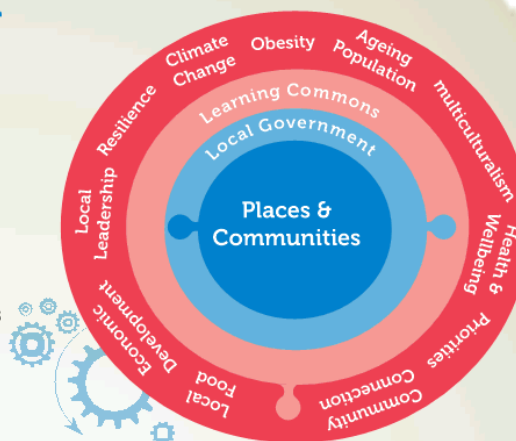 Climate
Change
Obesity
Ageing
Population
multiculturalism
Health &
Wellbeing
Priorities
Community
Connection
Local
Food
Economic
Development
Local
Leadership
Resilience
Learning Commons
Local Government
Places &
Communities
s